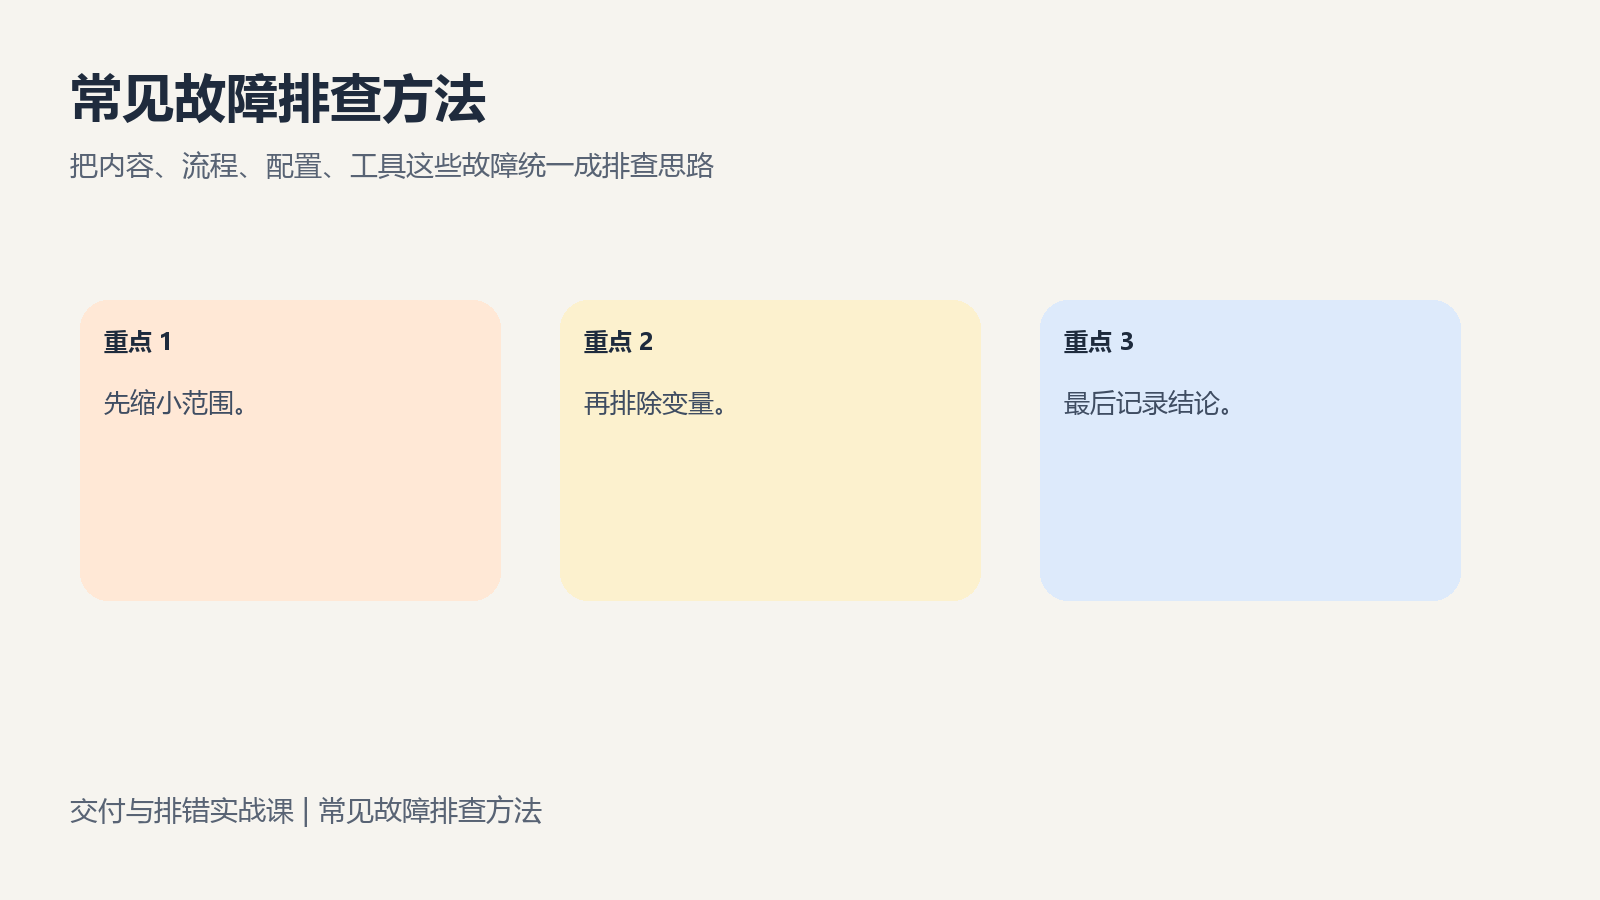 常见故障排查方法
把内容、流程、配置、工具这些故障统一成排查思路
重点 1
先缩小范围。
重点 2
再排除变量。
重点 3
最后记录结论。
交付与排错实战课 | 常见故障排查方法